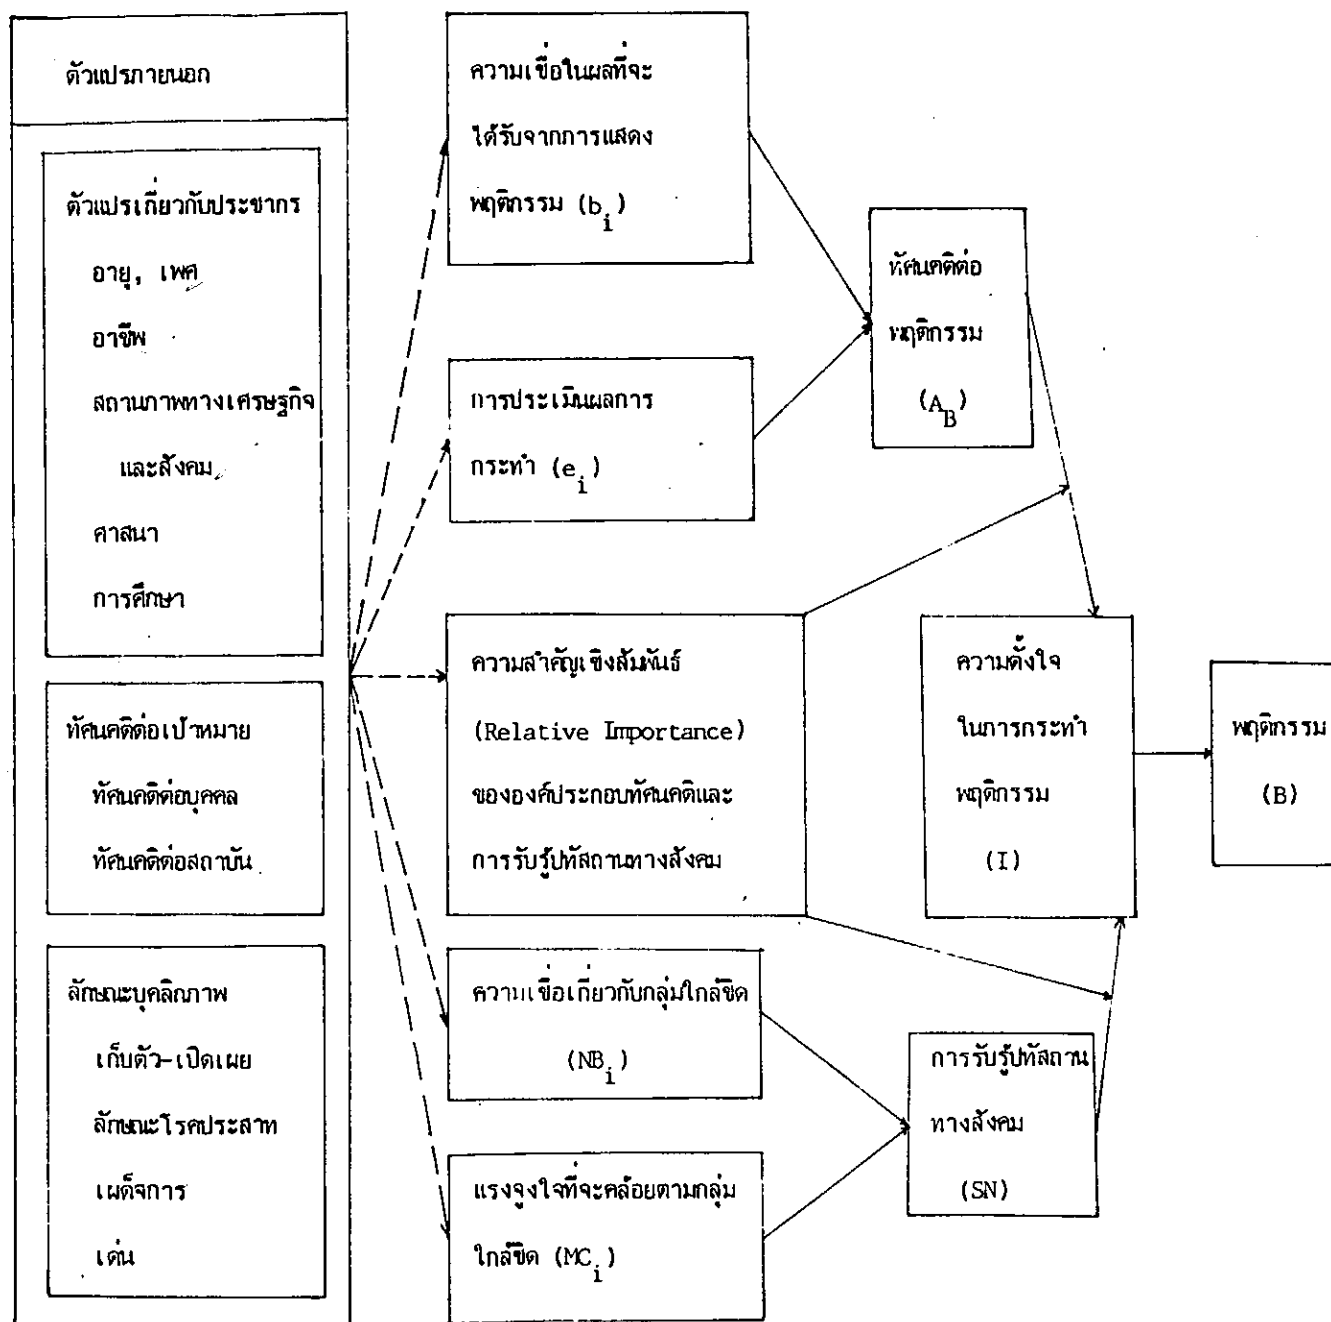 ตัวแปรภายนอก
ตัวแปรเกี่ยวกับประชากร
อายุ, เพศ
อาชีพ
สถานภาพทางเศรษฐกิจ
และสังคม
ศาสนา
การศึกษา
ทัศนคติต่อเป้าหมาย
ทัศนคติต่อบุคคล
ทัศนคติต่อสถาบัน
ลักษณะบุคลิกภาพ
เก็บตัว-เปิดเผย
ลักษณะโรคประสาท
เผด็จการ
เด่น
ความเชื่อในผลที่จะ
ได้รับจากการแสดง
พฤติกรรม (b_i)
การประเมินผลการ
กระทำ (e_i)
ความสำคัญเชิงสัมพันธ์
(Relative Importance)
ขององค์ประกอบทัศนคติและ
การรับรู้ปทัสถานทางสังคม
ความเชื่อเกี่ยวกับกลุ่มใกล้ชิด
(NB_i)
แรงจูงใจที่จะคล้อยตามกลุ่ม
ใกล้ชิด (MC_i)
ทัศนคติต่อ
พฤติกรรม
(A_B)
การรับรู้ปทัสถาน
ทางสังคม
(SN)
ความตั้งใจ
ในการกระทำ
พฤติกรรม
(I)
พฤติกรรม
(B)